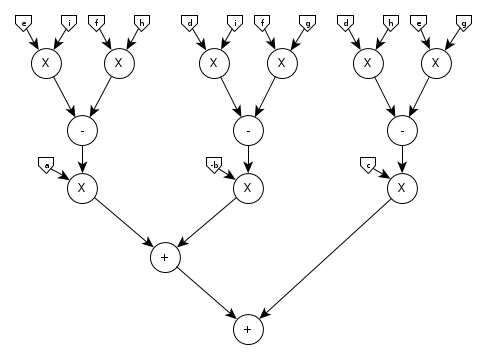 e i f h d i f g d h e g
X X X X X X
- - -
a -b c
X X X
+
+